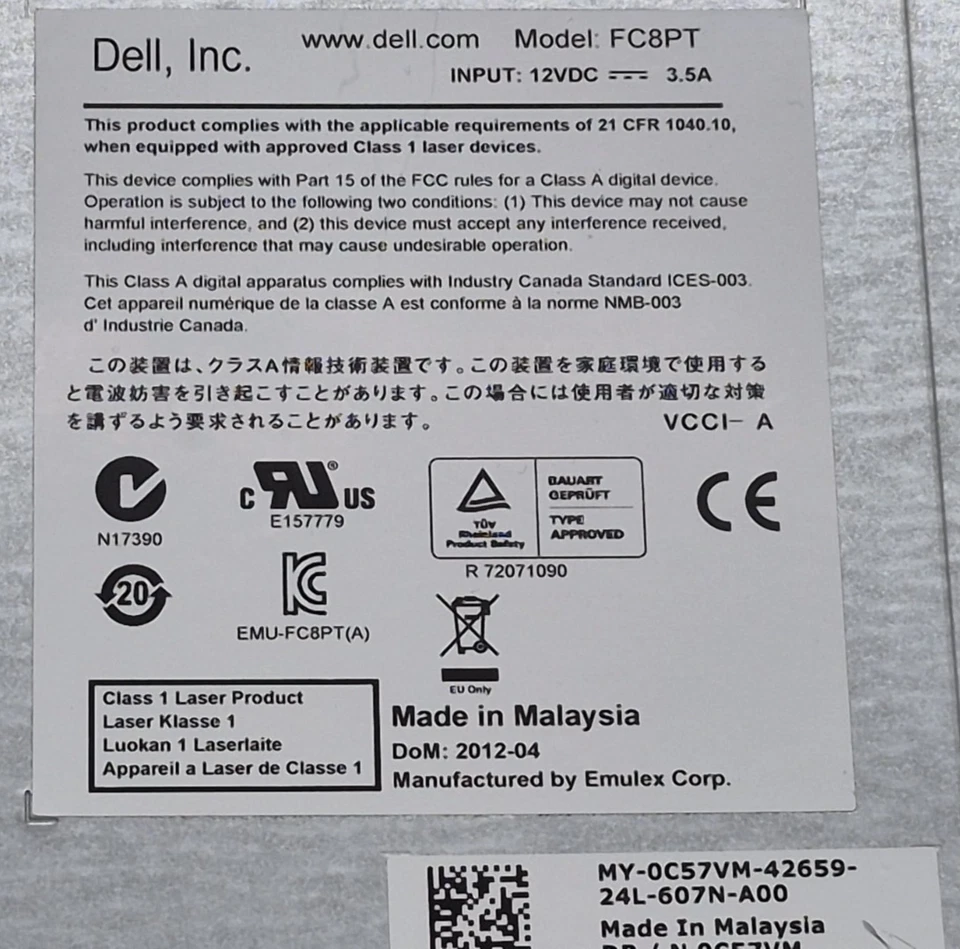 Dell, Inc.
www.dell.com Model: FC8PT
INPUT: 12VDC ⎓ 3.5A
This product complies with the applicable requirements of 21 CFR 1040.10,
when equipped with approved Class 1 laser devices.
This device complies with Part 15 of the FCC rules for a Class A digital device.
Operation is subject to the following two conditions: (1) This device may not cause
harmful interference, and (2) this device must accept any interference received,
including interference that may cause undesirable operation.
This Class A digital apparatus complies with Industry Canada Standard ICES-003.
Cet appareil numérique de la classe A est conforme à la norme NMB-003
d' Industrie Canada.
この装置は、クラスA情報技術装置です。この装置を家庭環境で使用する
と電波妨害を引き起こすことがあります。この場合には使用者が適切な対策
を講ずるよう要求されることがあります。 VCCI- A
N17390
C RU ® US
E157779
TÜV
Rheinland
Product Safety
BAUART
GEPRÜFT
TYPE
APPROVED
R 72071090
CE
20
KC
EMU-FC8PT(A)
EU Only
Class 1 Laser Product
Laser Klasse 1
Luokan 1 Laserlaite
Appareil a Laser de Classe 1
Made in Malaysia
DoM: 2012-04
Manufactured by Emulex Corp.
MY-0C57VM-42659-
24L-607N-A00
Made In Malaysia
DP / N 0C57VM